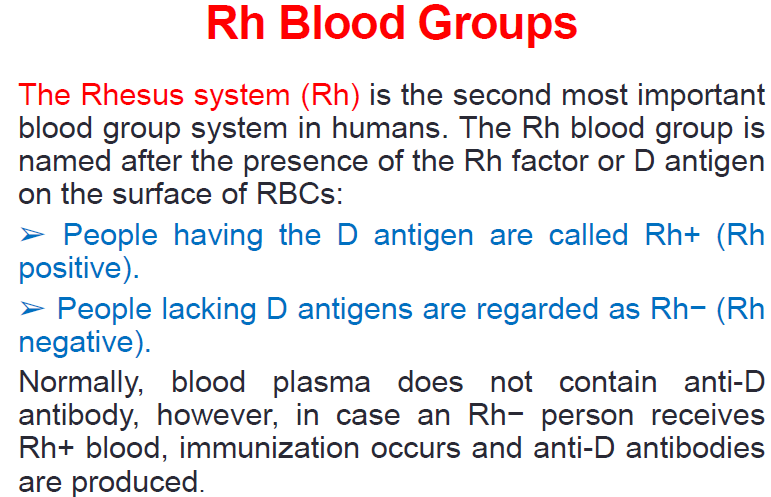 Rh Blood Groups
The Rhesus system (Rh) is the second most important
blood group system in humans. The Rh blood group is
named after the presence of the Rh factor or D antigen
on the surface of RBCs:
➢ People having the D antigen are called Rh+ (Rh
positive).
➢ People lacking D antigens are regarded as Rh− (Rh
negative).
Normally, blood plasma does not contain anti-D
antibody, however, in case an Rh− person receives
Rh+ blood, immunization occurs and anti-D antibodies
are produced.